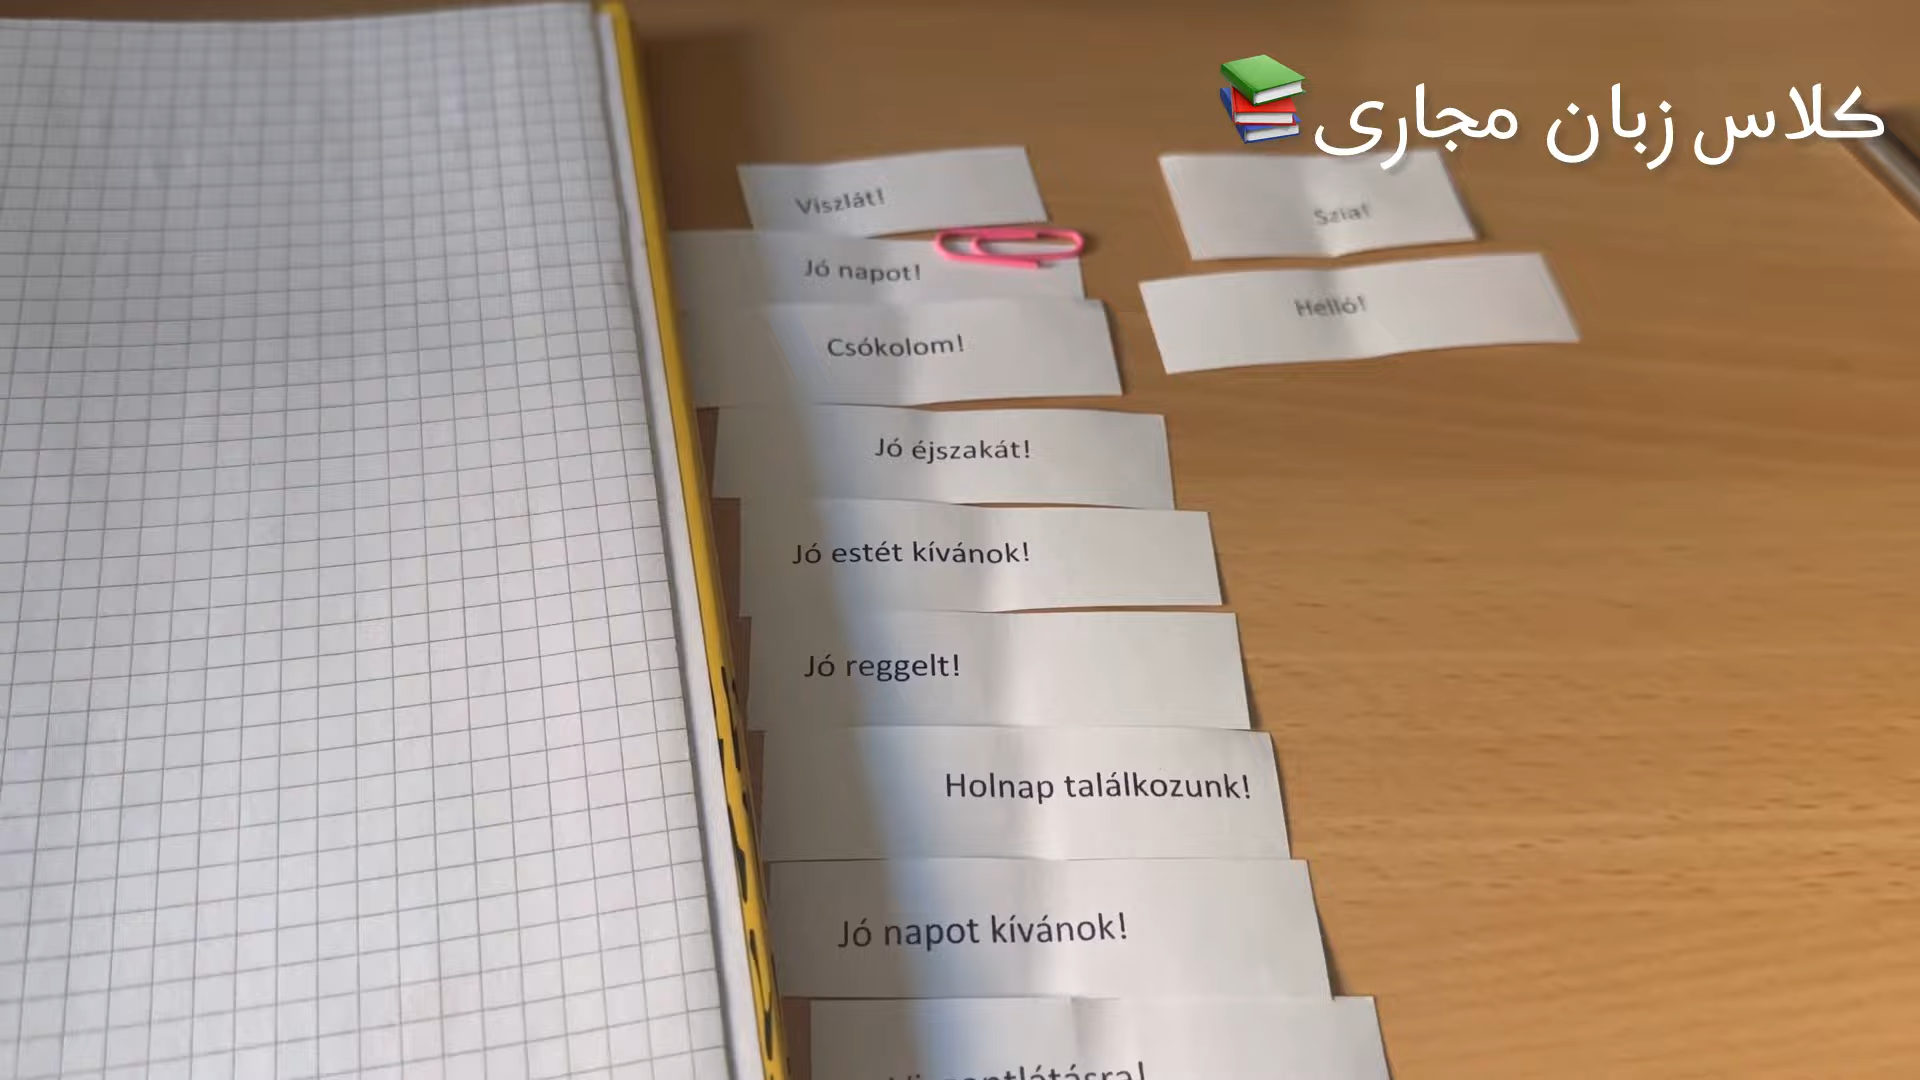 کلاس زبان مجاری
Viszlát!
Szia!
Jó napot!
Helló!
Csókolom!
Jó éjszakát!
Jó estét kívánok!
Jó reggelt!
Holnap találkozunk!
Jó napot kívánok!